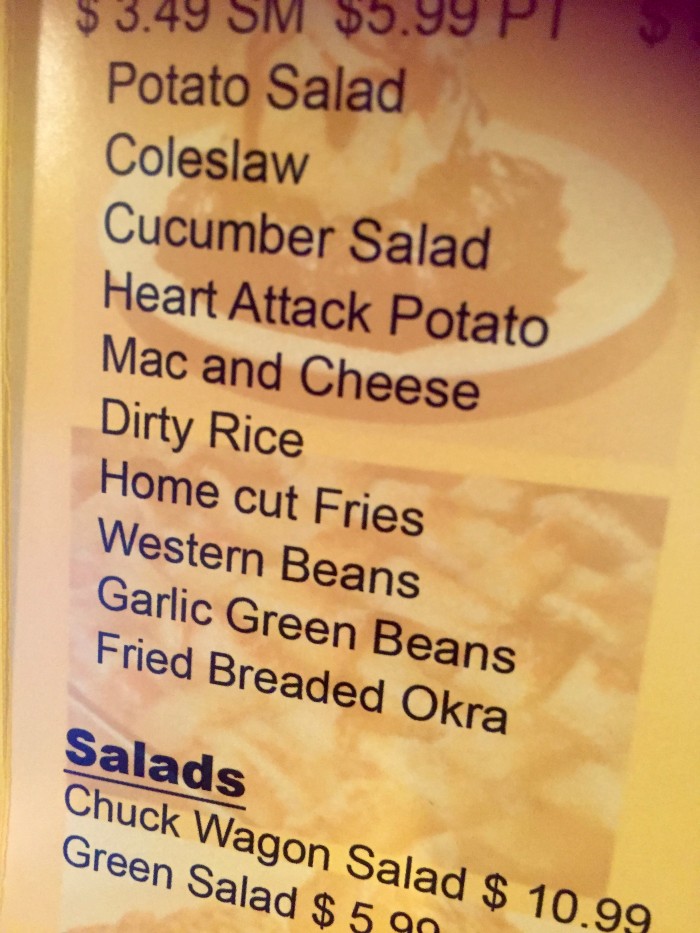 $ 3.49 SM $5.99 PT $
Potato Salad
Coleslaw
Cucumber Salad
Heart Attack Potato
Mac and Cheese
Dirty Rice
Home cut Fries
Western Beans
Garlic Green Beans
Fried Breaded Okra
Salads
Chuck Wagon Salad $ 10.99
Green Salad $ 5.99